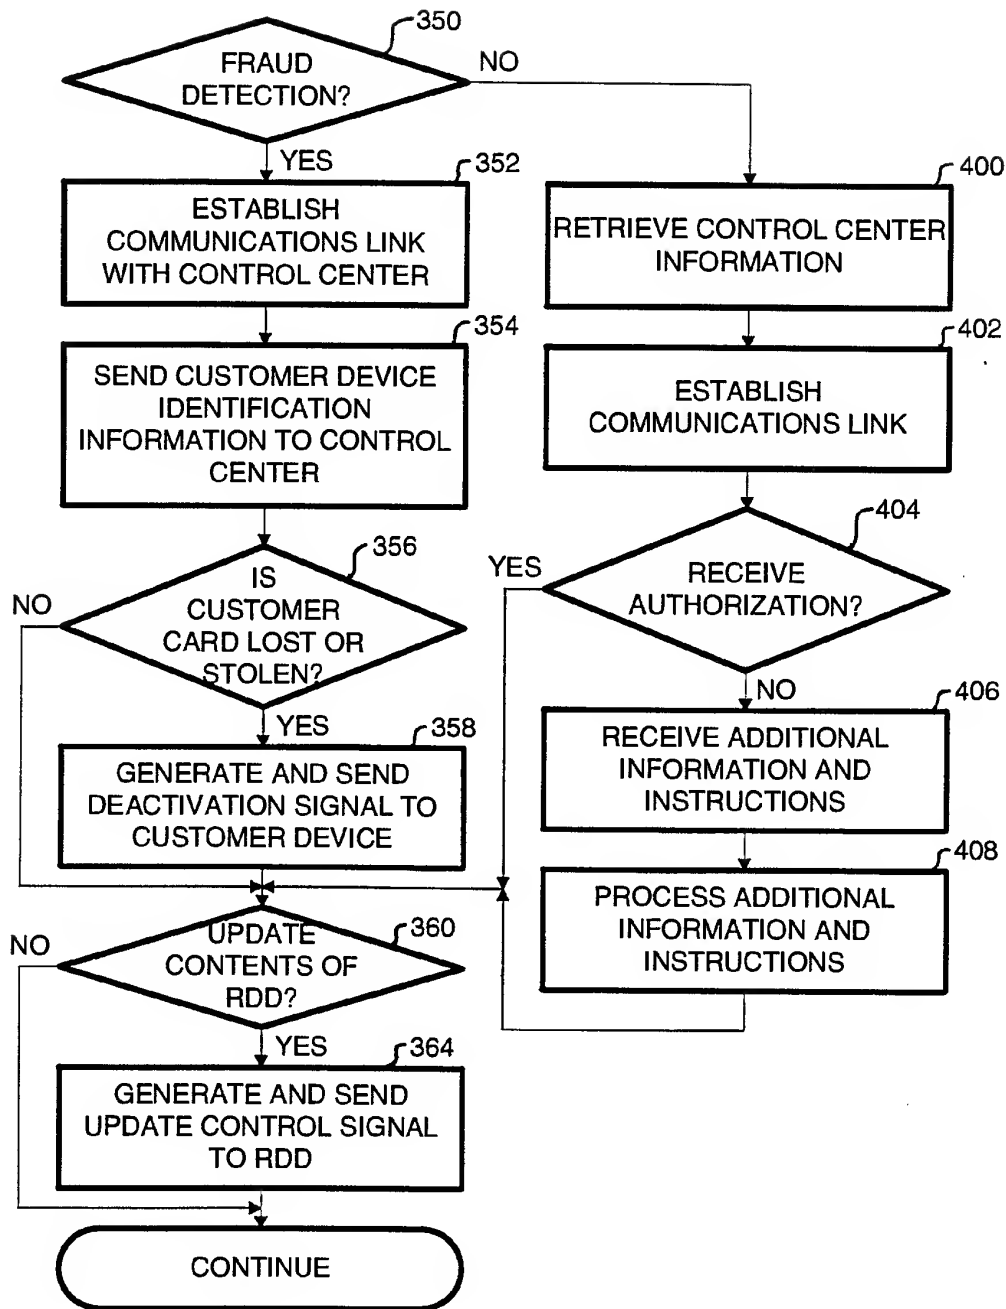 350
FRAUD
DETECTION?
NO
YES
352
ESTABLISH
COMMUNICATIONS LINK
WITH CONTROL CENTER
354
SEND CUSTOMER DEVICE
IDENTIFICATION
INFORMATION TO CONTROL
CENTER
356
IS
CUSTOMER
CARD LOST OR
STOLEN?
NO
YES
358
GENERATE AND SEND
DEACTIVATION SIGNAL TO
CUSTOMER DEVICE
360
UPDATE
CONTENTS OF
RDD?
NO
YES
364
GENERATE AND SEND
UPDATE CONTROL SIGNAL
TO RDD
CONTINUE
400
RETRIEVE CONTROL CENTER
INFORMATION
402
ESTABLISH
COMMUNICATIONS LINK
404
RECEIVE
AUTHORIZATION?
YES
NO
406
RECEIVE ADDITIONAL
INFORMATION AND
INSTRUCTIONS
408
PROCESS ADDITIONAL
INFORMATION AND
INSTRUCTIONS